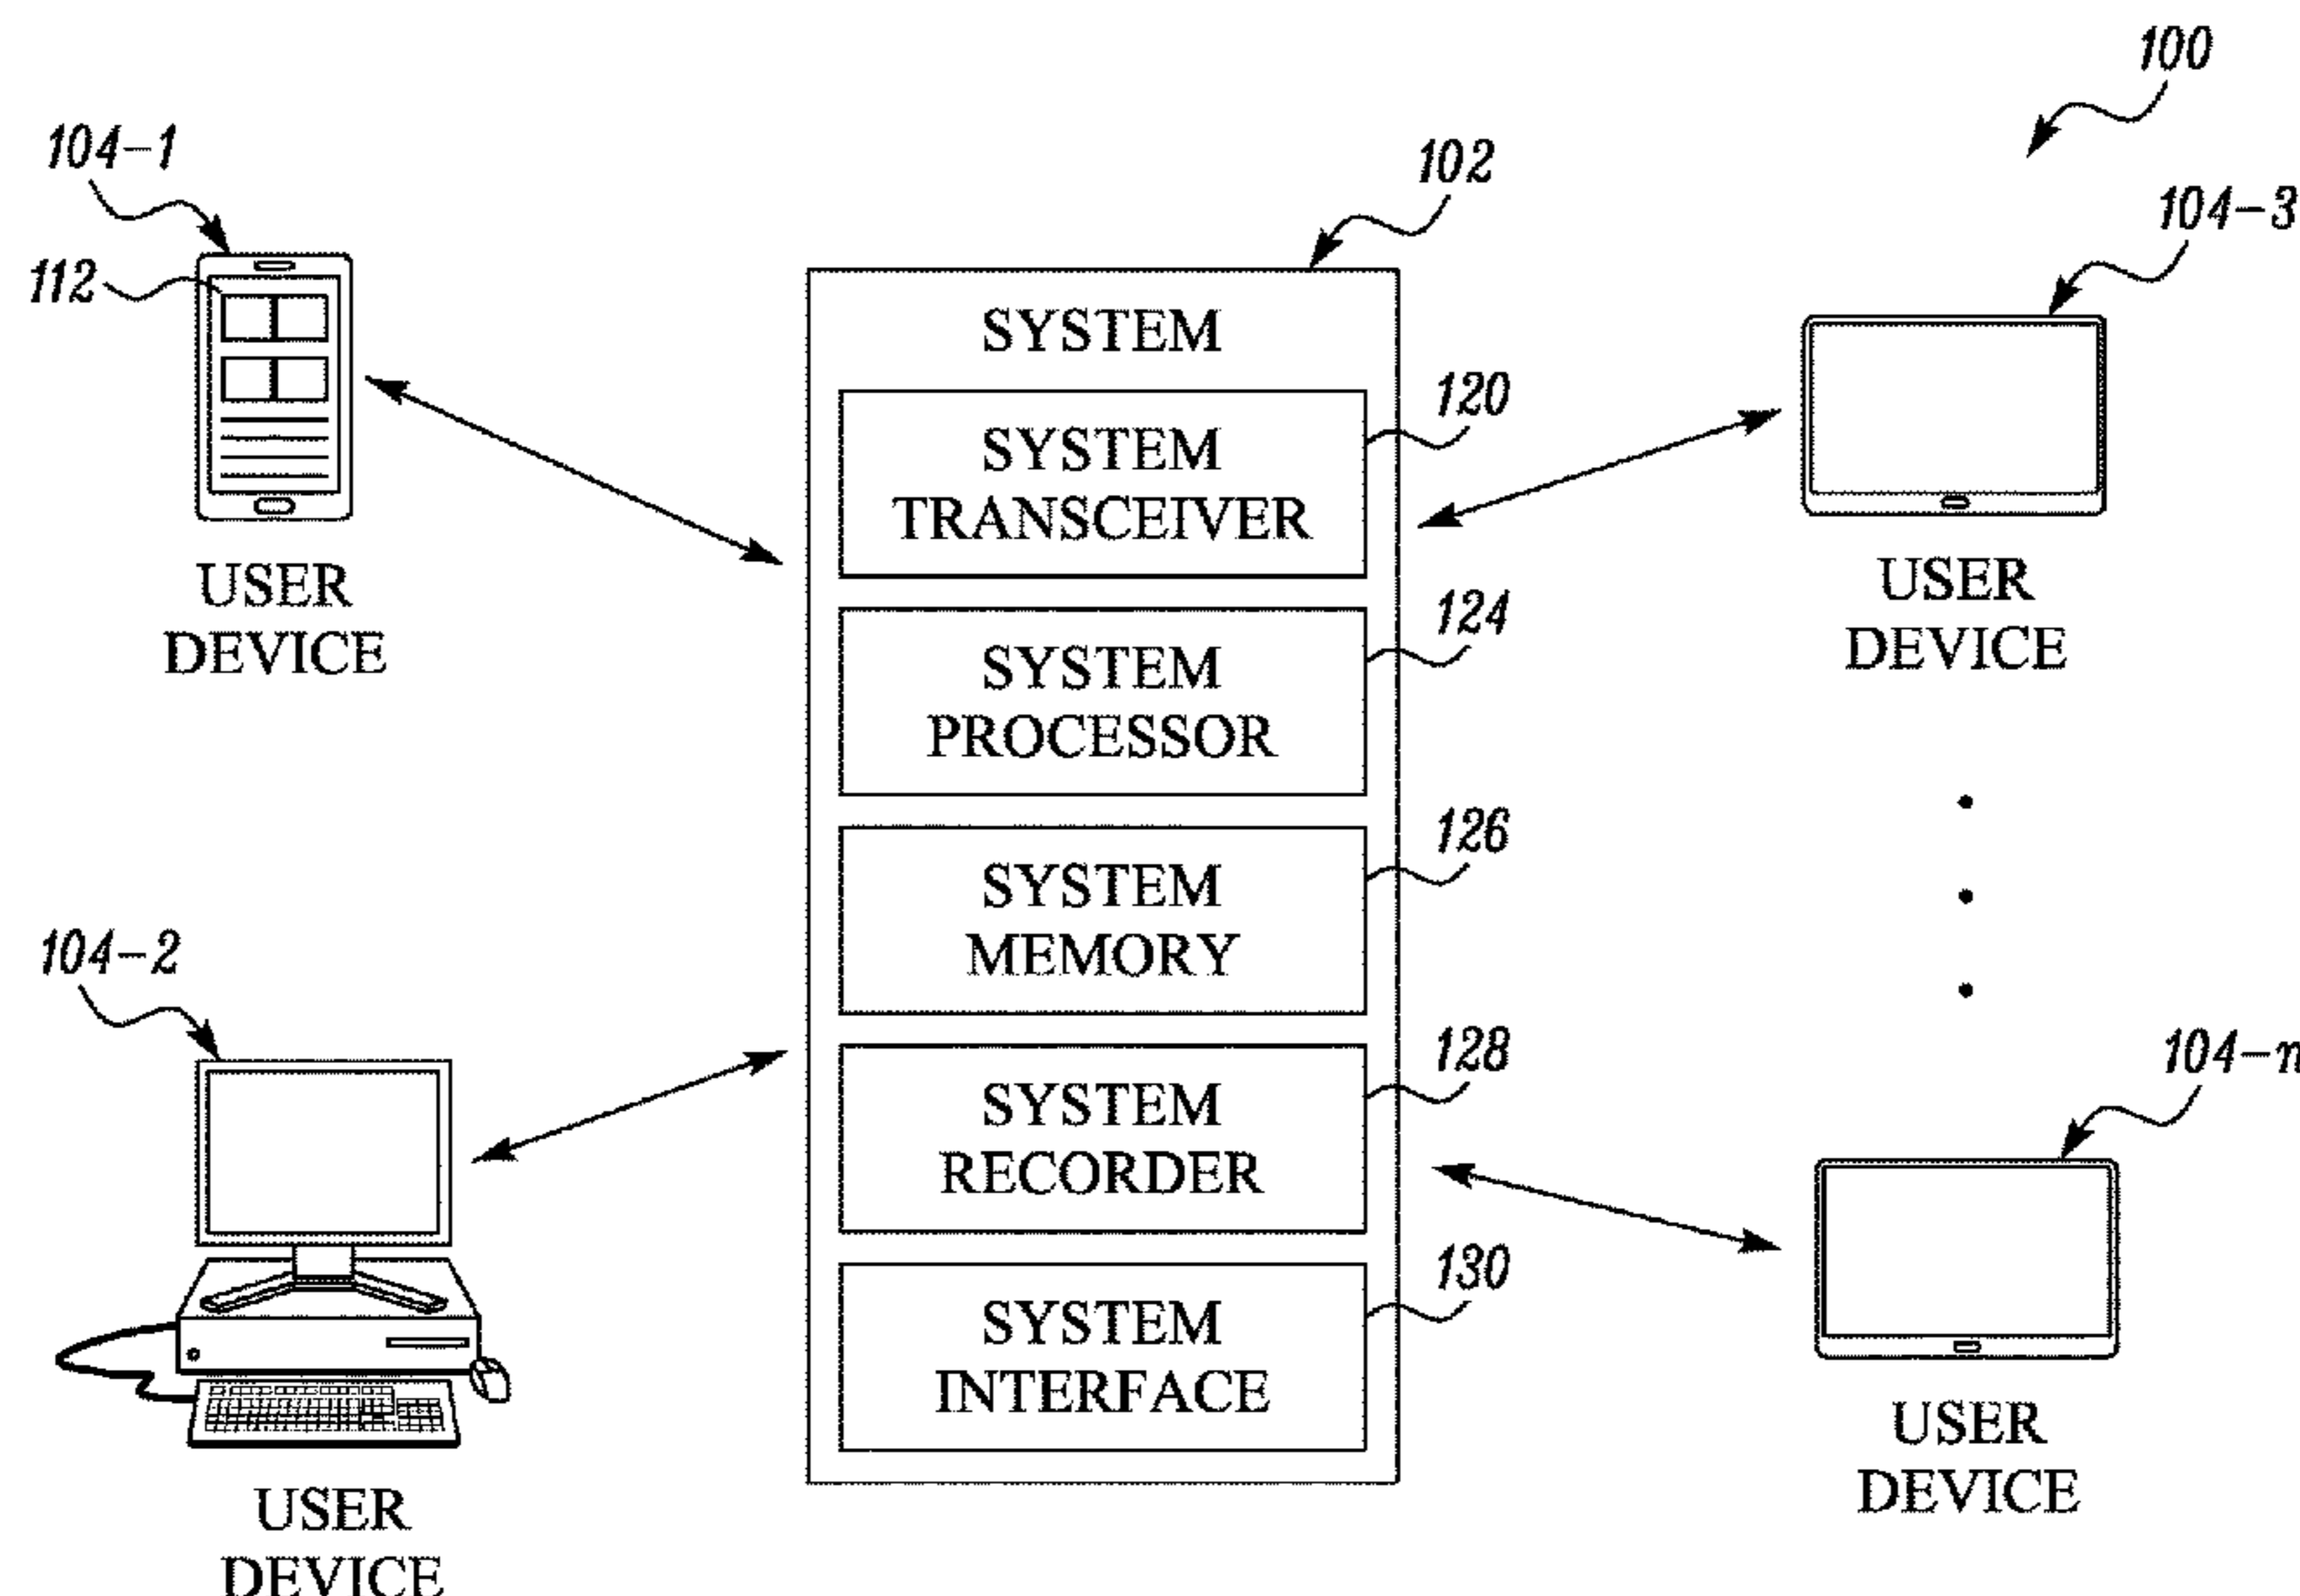 100
104-1
102
104-3
112
SYSTEM
120
SYSTEM
TRANSCEIVER
USER
DEVICE
USER
DEVICE
124
SYSTEM
PROCESSOR
126
SYSTEM
MEMORY
104-2
128
SYSTEM
RECORDER
104-n
130
SYSTEM
INTERFACE
USER
DEVICE
USER
DEVICE